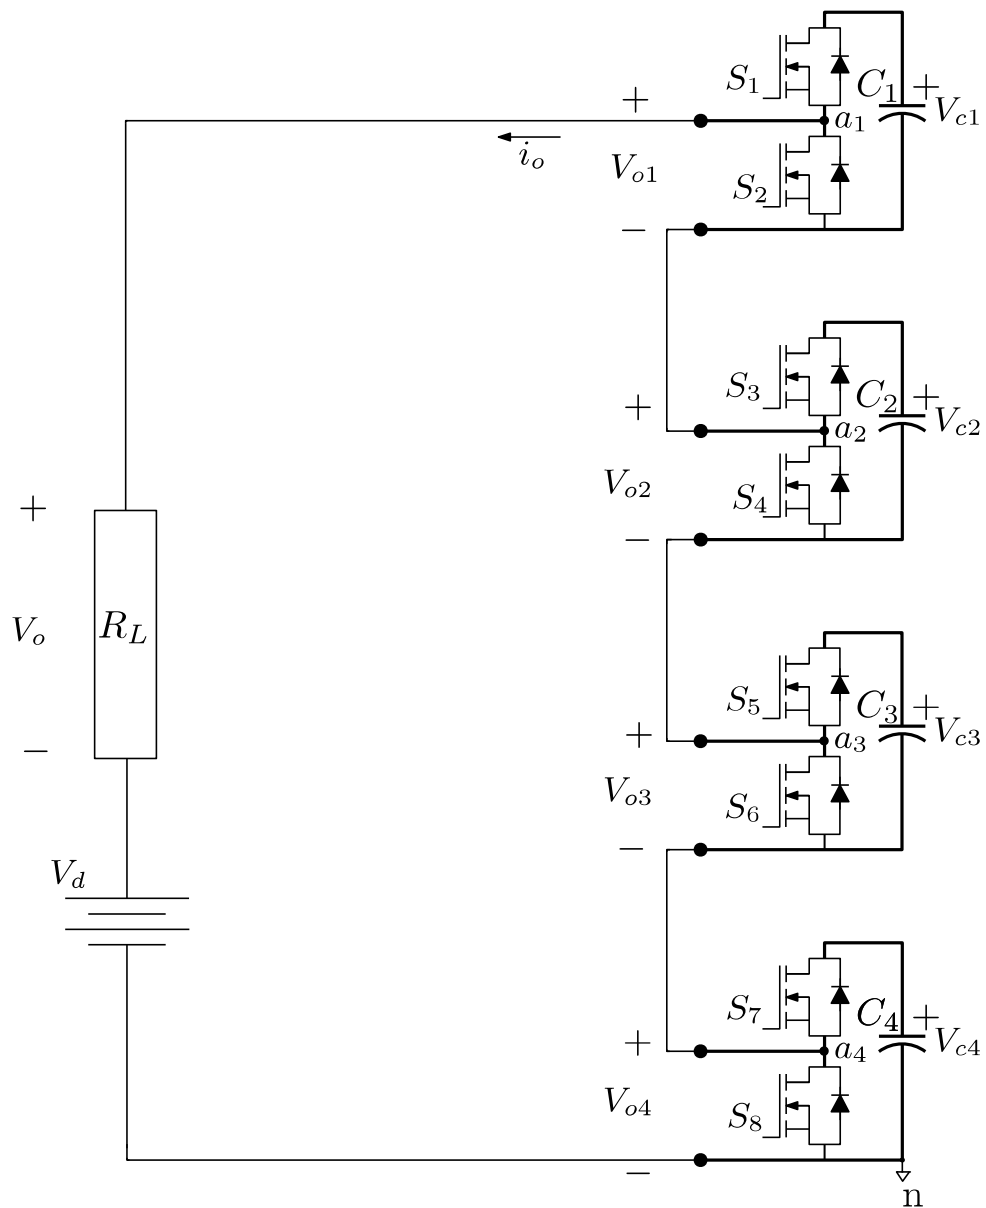 S1
C1
+
Vc1
+
a1
io
Vo1
S2
−
S3
C2
+
Vc2
+
a2
Vo2
S4
+
−
Vo
RL
S5
C3
+
Vc3
−
+
a3
Vo3
S6
−
Vd
S7
C4
+
Vc4
+
a4
Vo4
S8
−
n